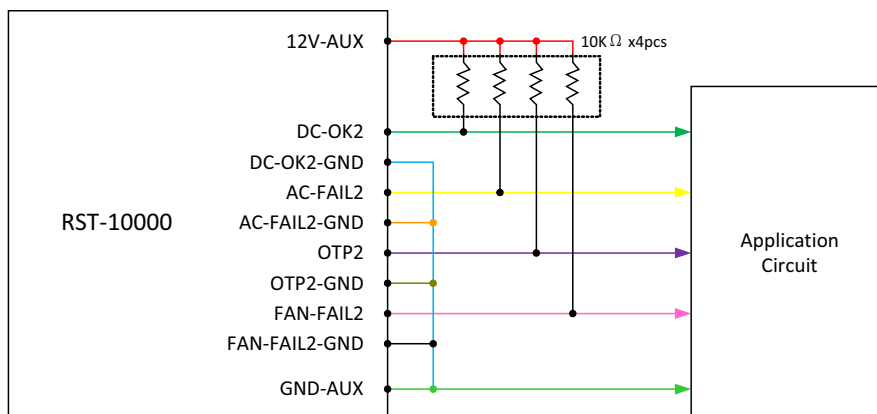 12V-AUX
10KΩ x4pcs
DC-OK2
DC-OK2-GND
AC-FAIL2
RST-10000
AC-FAIL2-GND
OTP2
Application
Circuit
OTP2-GND
FAN-FAIL2
FAN-FAIL2-GND
GND-AUX